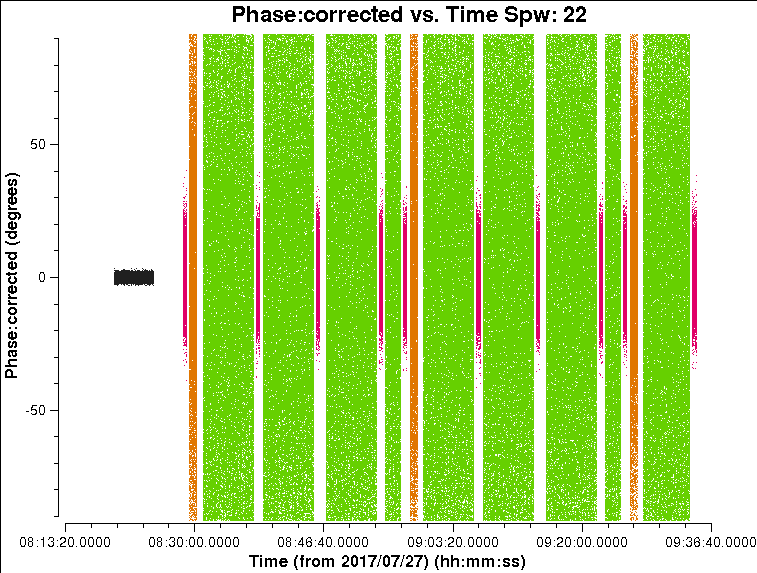 Phase:corrected vs. Time Spw: 22
Phase:corrected (degrees)
50
0
-50
08:13:20.0000 08:30:00.0000 08:46:40.0000 09:03:20.0000 09:20:00.0000 09:36:40.0000
Time (from 2017/07/27) (hh:mm:ss)